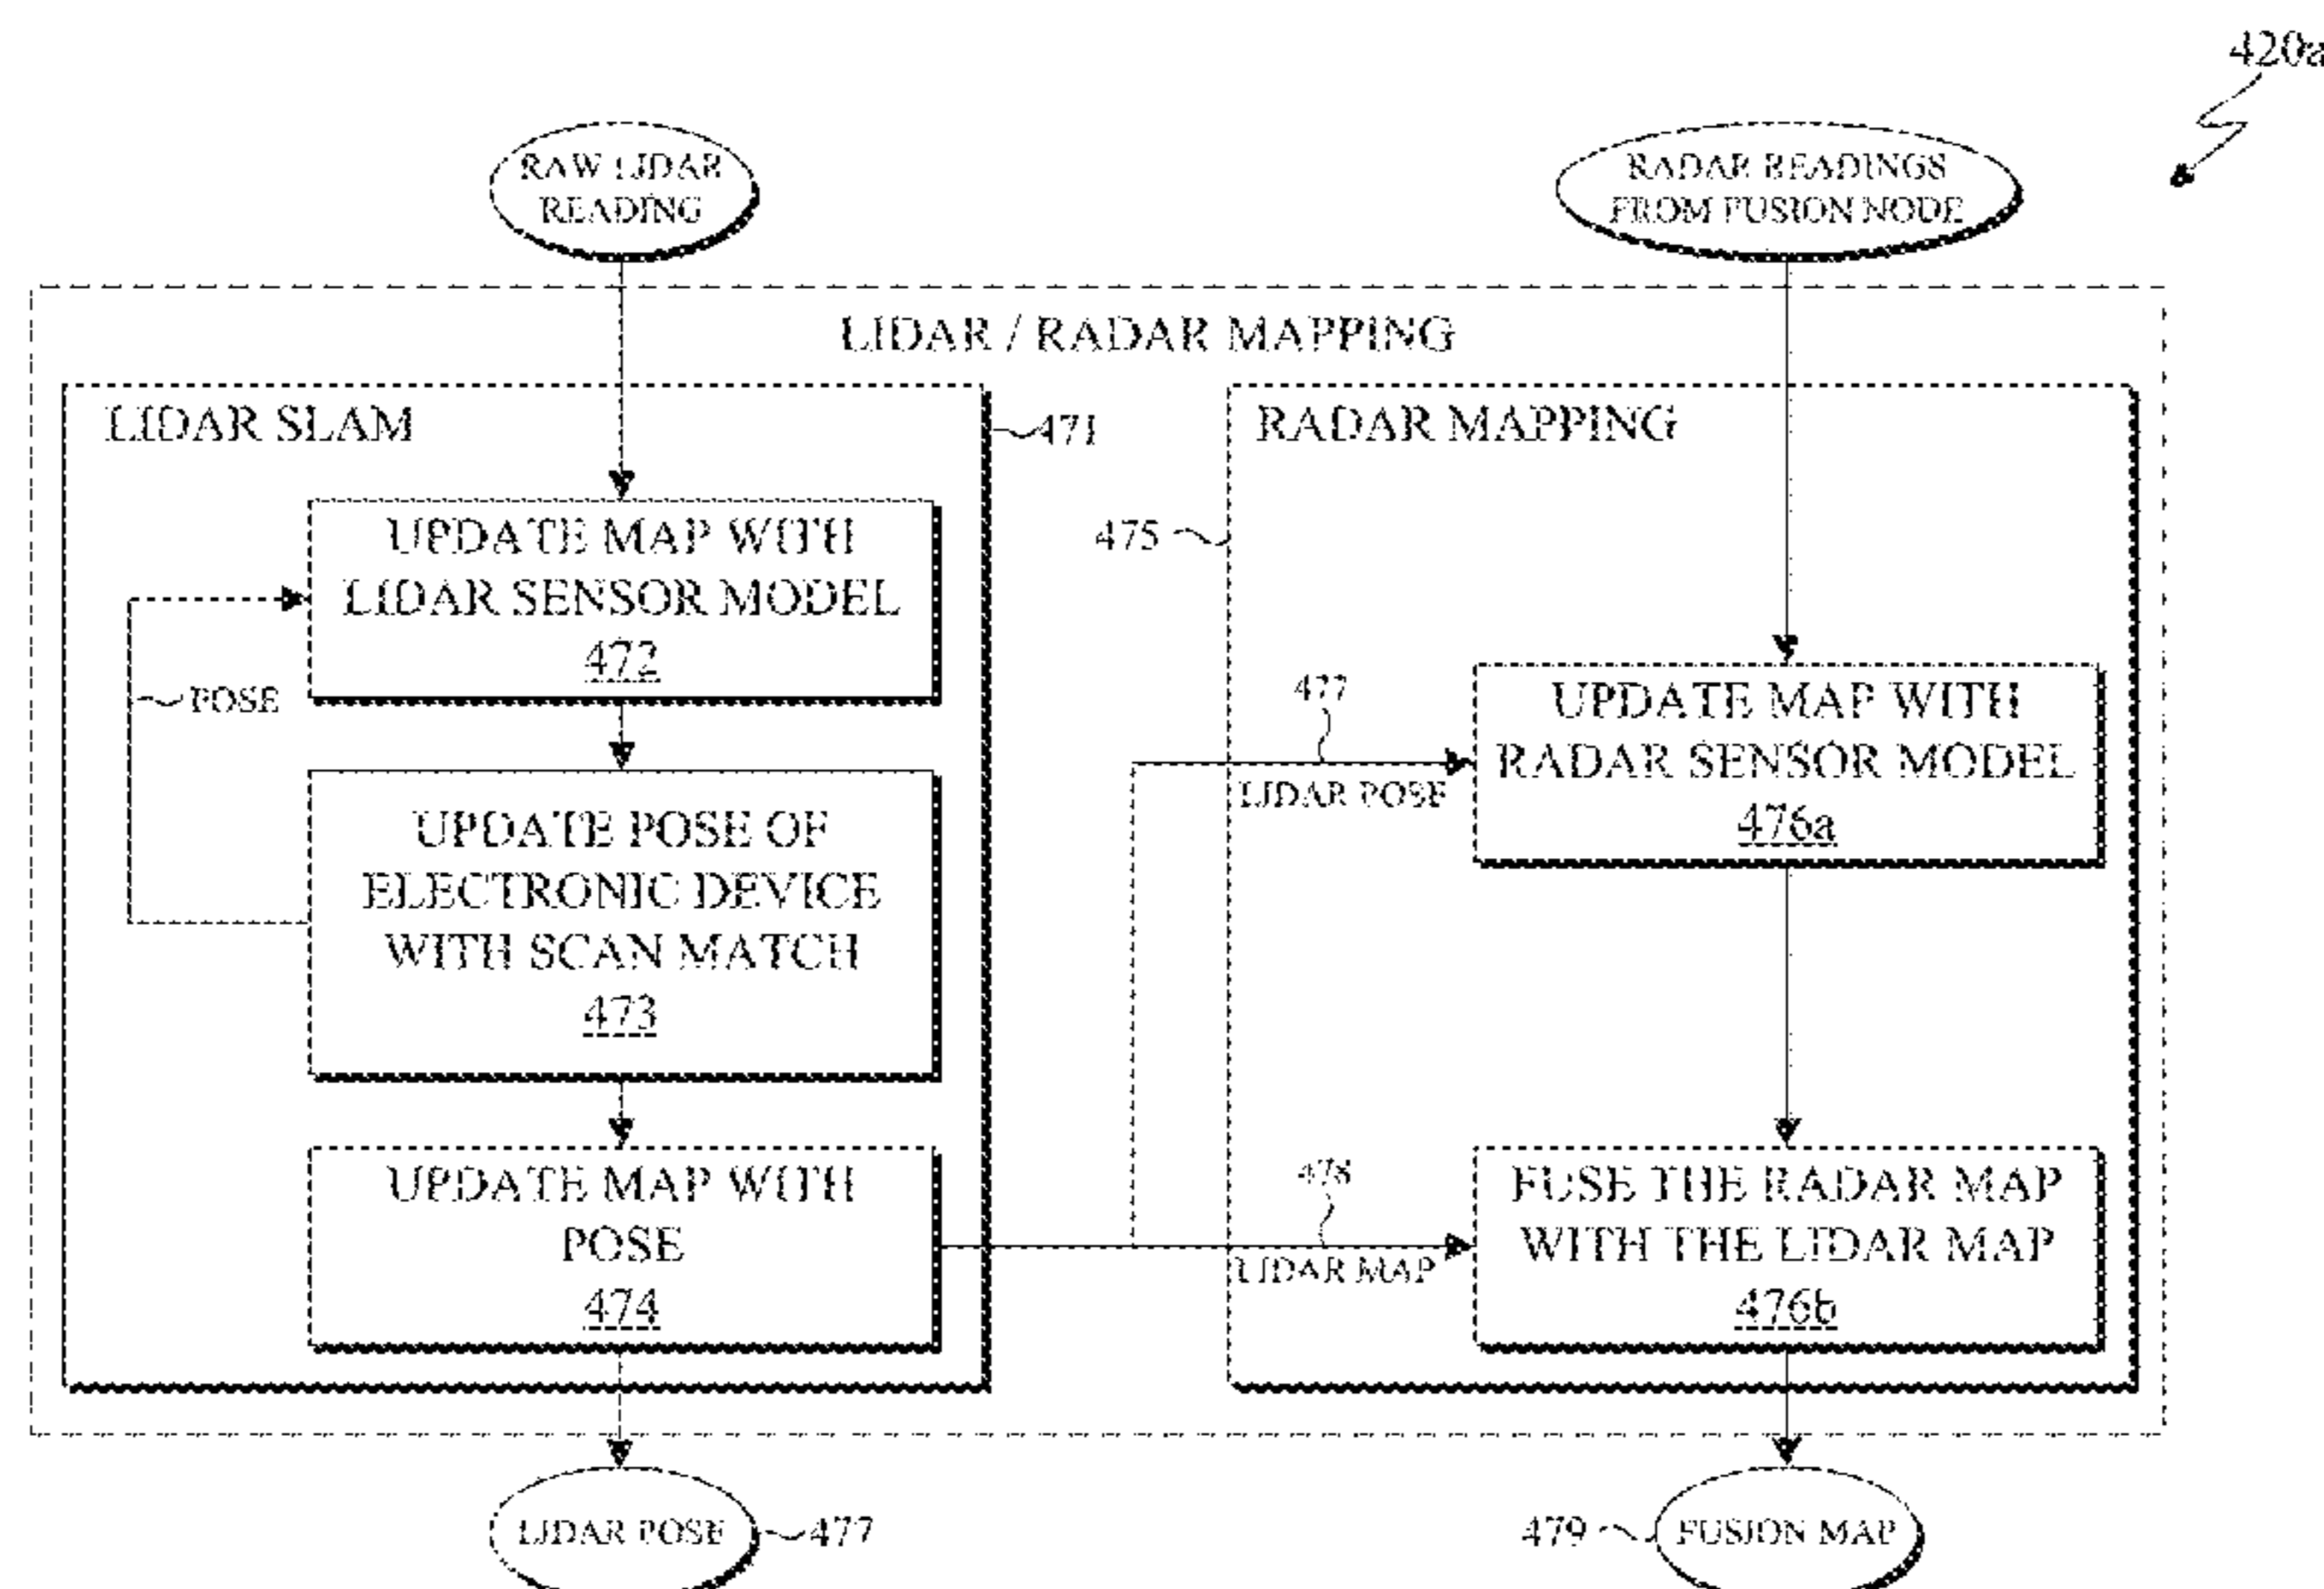 420a
RAW LIDAR
READING
RADAR READINGS
FROM FUSION NODE
LIDAR / RADAR MAPPING
LIDAR SLAM
471
RADAR MAPPING
475
UPDATE MAP WITH
LIDAR SENSOR MODEL
472
POSE
UPDATE POSE OF
ELECTRONIC DEVICE
WITH SCAN MATCH
473
UPDATE MAP WITH
POSE
474
477
LIDAR POSE
UPDATE MAP WITH
RADAR SENSOR MODEL
476a
478
LIDAR MAP
FUSE THE RADAR MAP
WITH THE LIDAR MAP
476b
LIDAR POSE
477
479
FUSION MAP